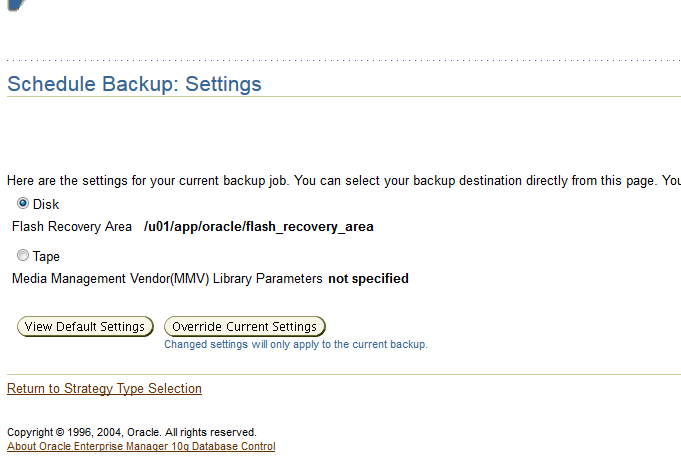 Schedule Backup: Settings
Here are the settings for your current backup job. You can select your backup destination directly from this page. You
Disk
Flash Recovery Area /u01/app/oracle/flash_recovery_area
Tape
Media Management Vendor(MMV) Library Parameters not specified
View Default Settings Override Current Settings
Changed settings will only apply to the current backup.
Return to Strategy Type Selection
Copyright © 1996, 2004, Oracle. All rights reserved.
About Oracle Enterprise Manager 10g Database Control